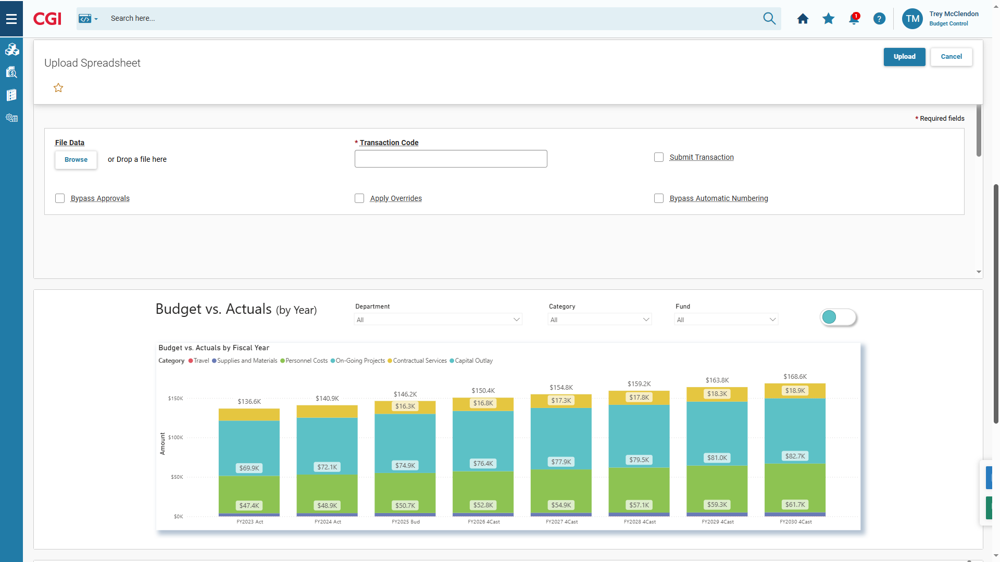 CGI
Search here...
1
?
TM
Trey McClendon
Budget Control
Upload Spreadsheet
Upload
Cancel
* Required fields
File Data
Browse
or Drop a file here
* Transaction Code
Submit Transaction
Bypass Approvals
Apply Overrides
Bypass Automatic Numbering
Budget vs. Actuals (by Year)
Department
All
Category
All
Fund
All
Budget vs. Actuals by Fiscal Year
Category Travel Supplies and Materials Personnel Costs On-Going Projects Contractual Services Capital Outlay
Amount
$150K
$100K
$50K
$0K
$136.6K
$69.9K
$47.4K
FY2023 Act
$140.9K
$72.1K
$48.9K
FY2024 Act
$146.2K
$16.3K
$74.9K
$50.7K
FY2025 Bud
$150.4K
$16.8K
$76.4K
$52.8K
FY2026 4Cast
$154.8K
$17.3K
$77.9K
$54.9K
FY2027 4Cast
$159.2K
$17.8K
$79.5K
$57.1K
FY2028 4Cast
$163.8K
$18.3K
$81.0K
$59.3K
FY2029 4Cast
$168.6K
$18.9K
$82.7K
$61.7K
FY2030 4Cast